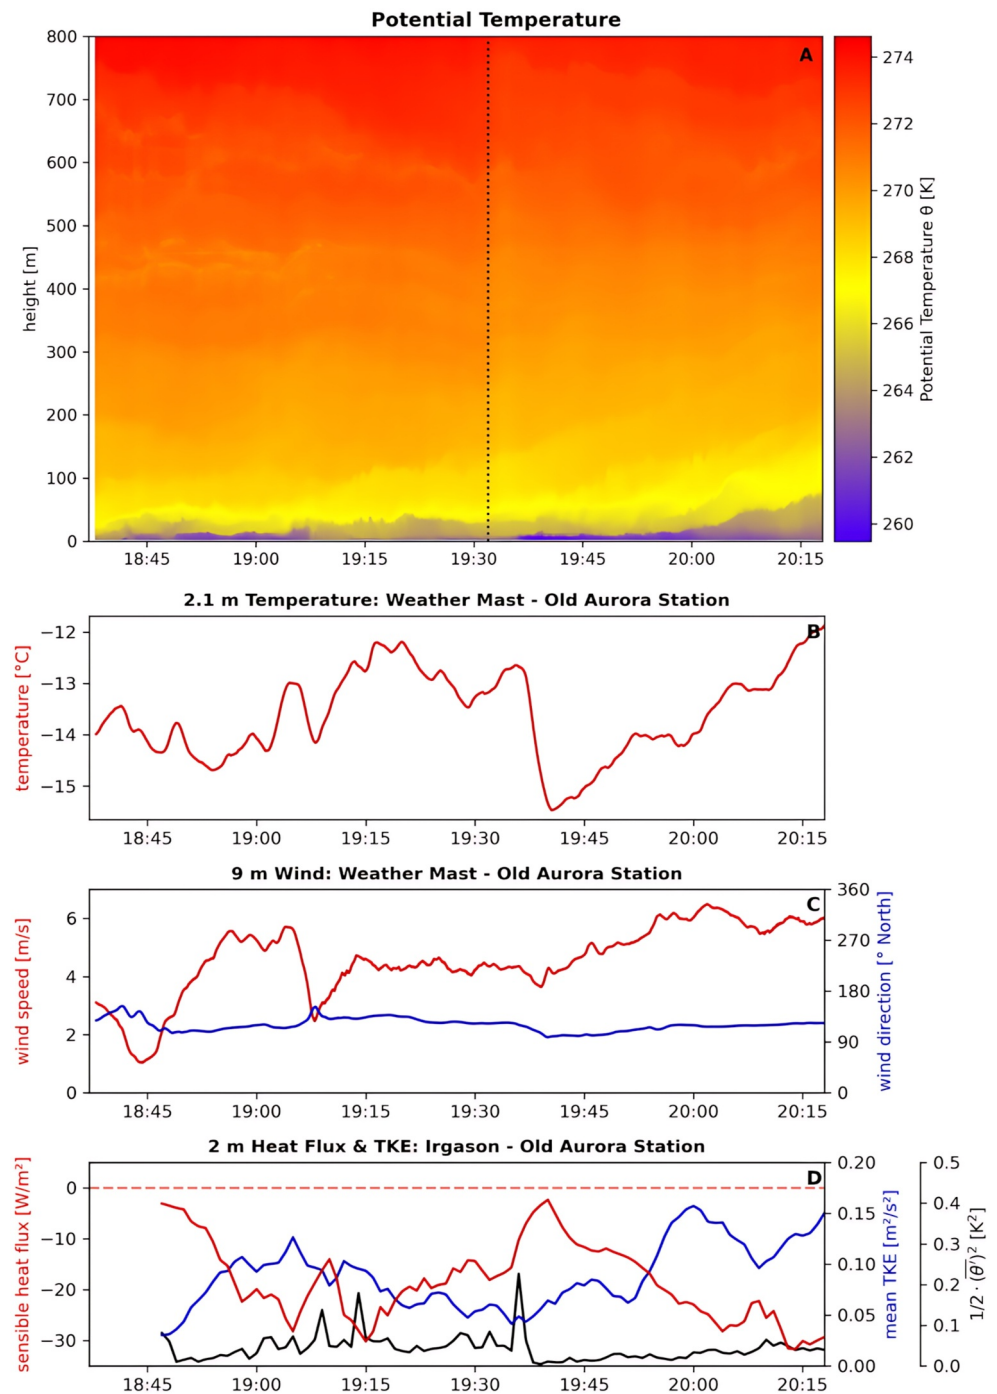 Potential Temperature
A
800
700
600
500
400
300
200
100
0
height [m]
18:45 19:00 19:15 19:30 19:45 20:00 20:15
274
272
270
268
266
264
262
260
Potential Temperature θ [K]
2.1 m Temperature: Weather Mast - Old Aurora Station
B
−12
−13
−14
−15
temperature [°C]
18:45 19:00 19:15 19:30 19:45 20:00 20:15
9 m Wind: Weather Mast - Old Aurora Station
C
6
4
2
0
wind speed [m/s]
360
270
180
90
0
wind direction [° North]
18:45 19:00 19:15 19:30 19:45 20:00 20:15
2 m Heat Flux & TKE: Irgason - Old Aurora Station
D
0
−10
−20
−30
sensible heat flux [W/m²]
0.20
0.15
0.10
0.05
0.00
mean TKE [m²/s²]
0.5
0.4
0.3
0.2
0.1
0.0
1/2 · (θ′)² [K²]
18:45 19:00 19:15 19:30 19:45 20:00 20:15